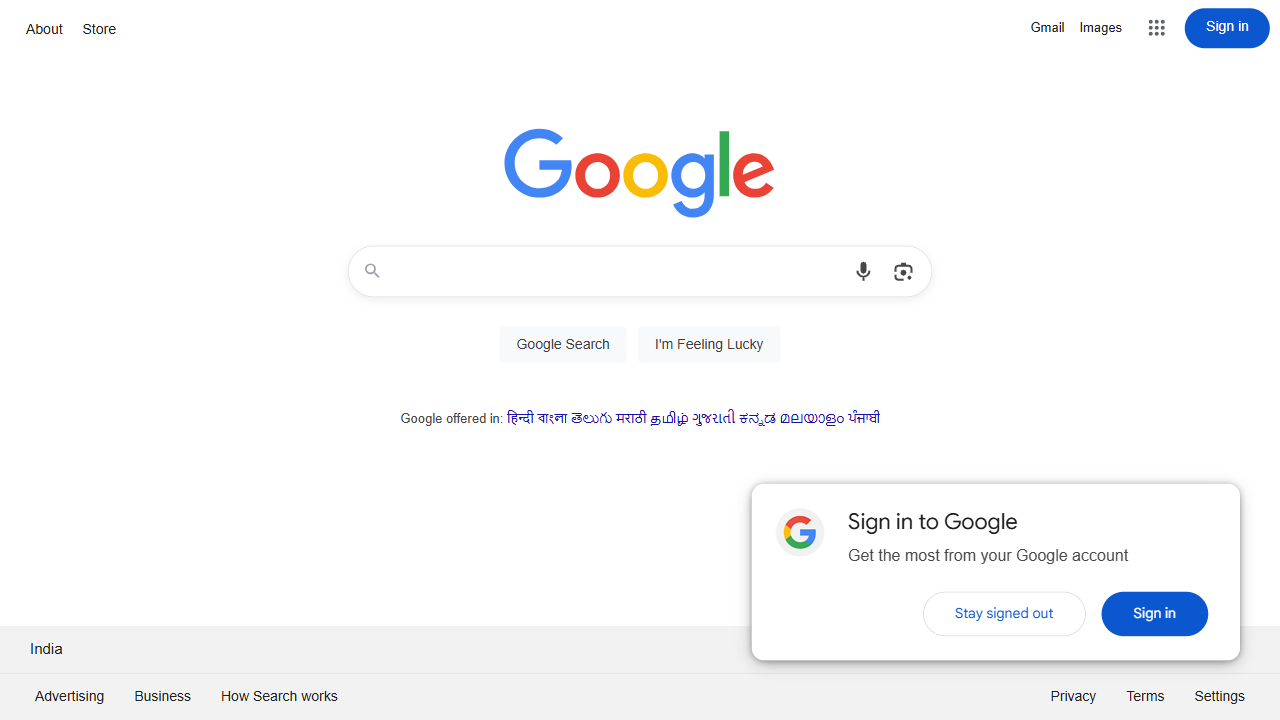 About Store Gmail Images Sign in
Google
Google Search I'm Feeling Lucky
Google offered in: हिन्दी বাংলা తెలుగు मराठी தமிழ் ગુજરાતી ಕನ್ನಡ മലയാളം ਪੰਜਾਬੀ
Sign in to Google
Get the most from your Google account
Stay signed out Sign in
India
Advertising Business How Search works Privacy Terms Settings